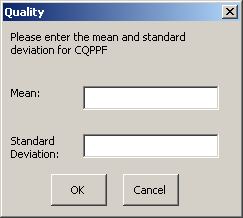 Quality
Please enter the mean and standard
deviation for CQPPF
Mean:
Standard
Deviation:
OK Cancel